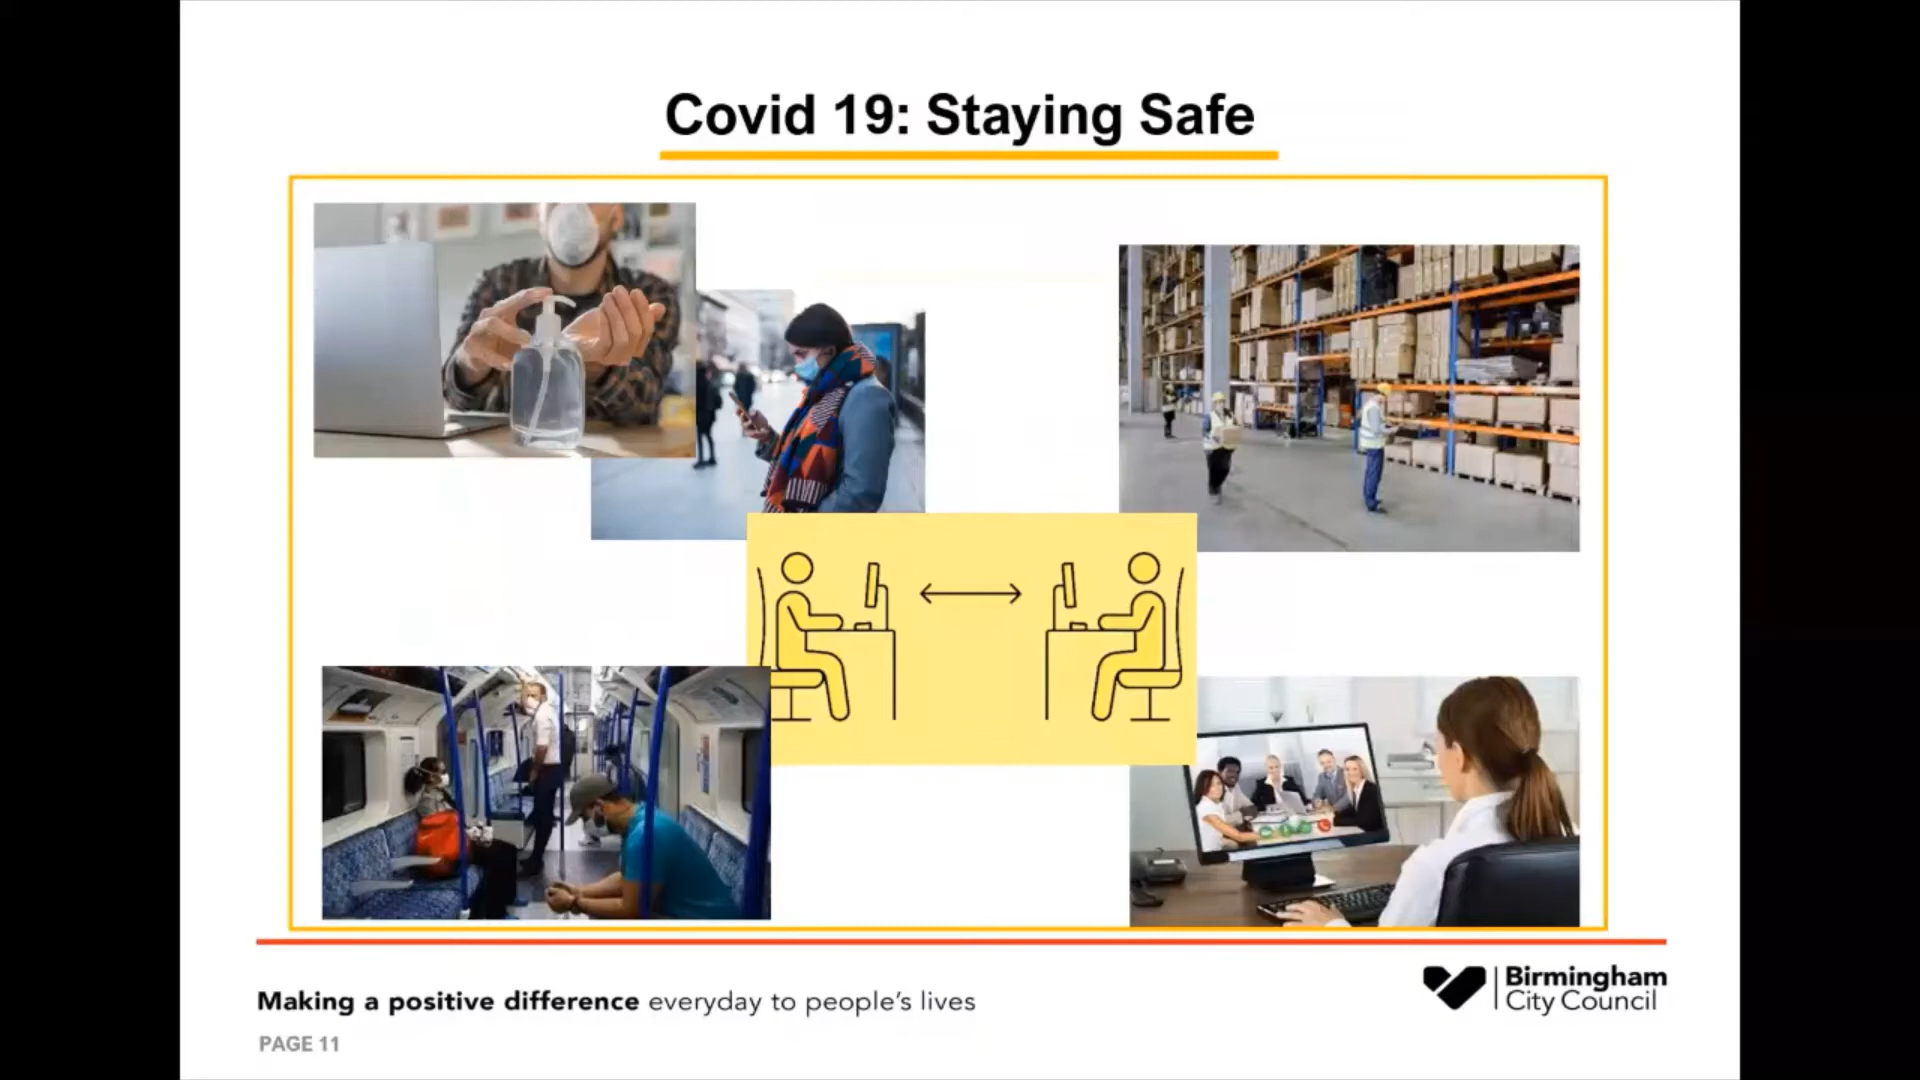 Covid 19: Staying Safe
Making a positive difference everyday to people's lives
Birmingham
City Council
PAGE 11